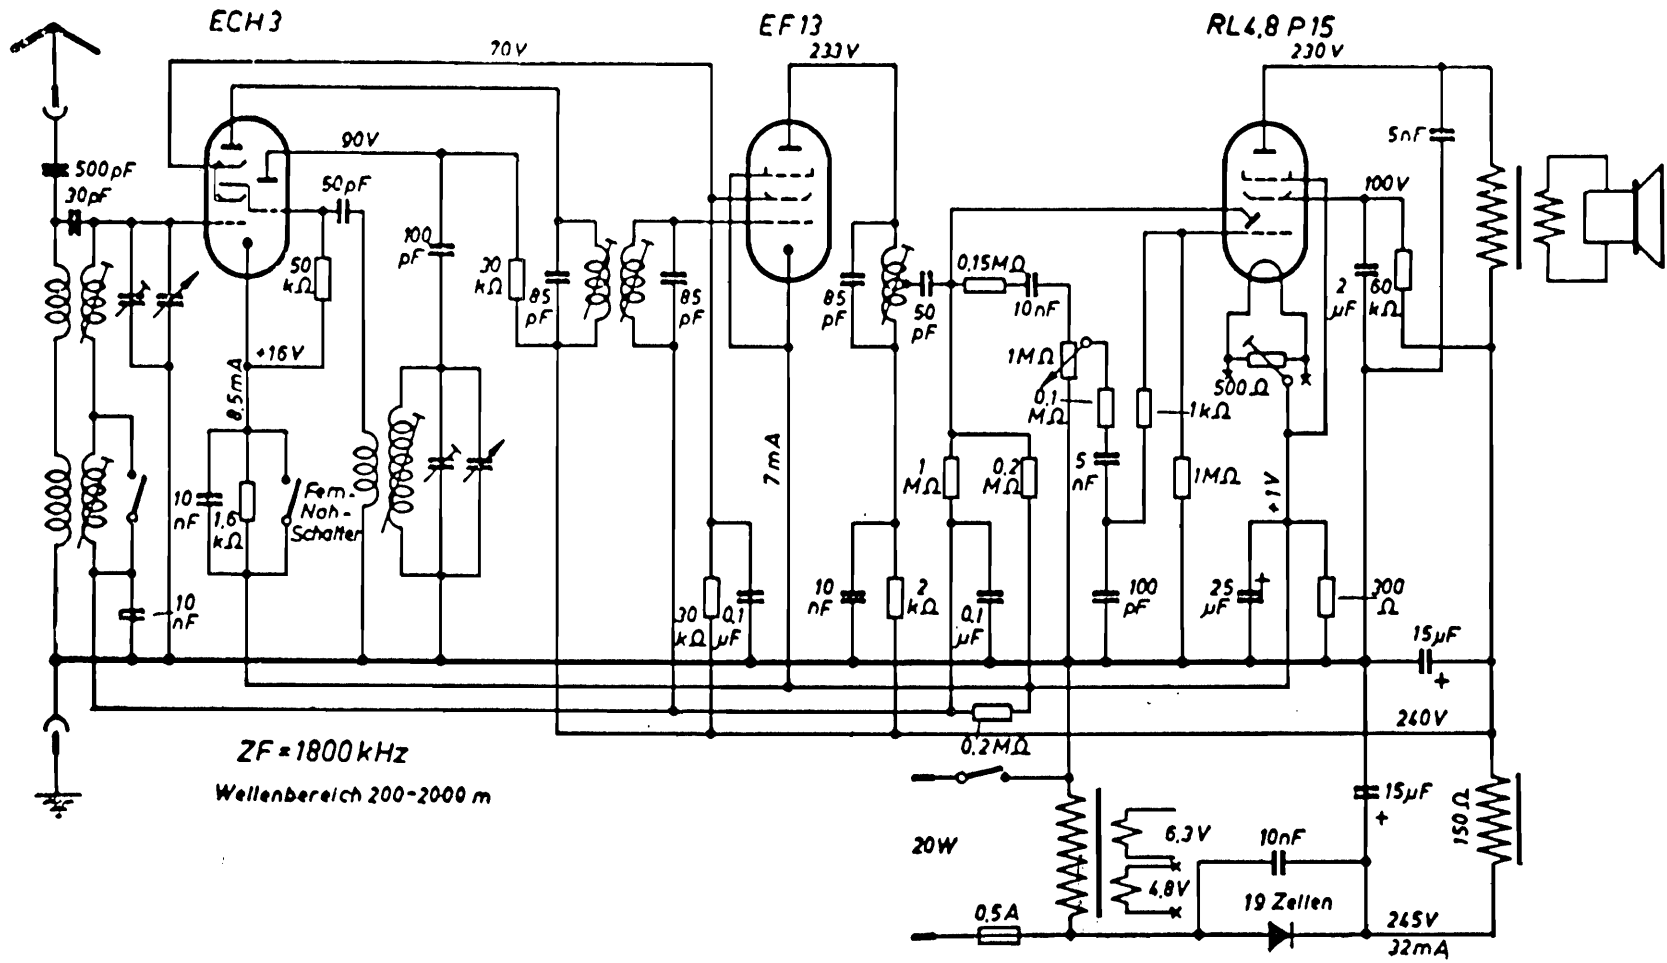 ECH3
EF13
RL4,8 P15
70V
233V
230V
500pF
30pF
90V
50pF
100
pF
50
kΩ
30
kΩ
85
pF
85
pF
85
pF
50
pF
0,15MΩ
10nF
1MΩ
0,1
MΩ
100V
5nF
2
µF
60
kΩ
500Ω
+16V
8,5mA
10
nF
1,6
kΩ
Fern-
Nah-
Schalter
10
nF
7mA
30
kΩ
0,1
µF
10
nF
2
kΩ
1
MΩ
0,2
MΩ
0,1
µF
5
nF
1kΩ
1MΩ
100
pF
+1V
25
µF
+
Ω
15µF
+
240V
0,2MΩ
ZF = 1800kHz
Wellenbereich 200-2000 m
20W
6,3V
4,8V
0,5A
10nF
19 Zellen
15µF
+
150Ω
245V
32mA